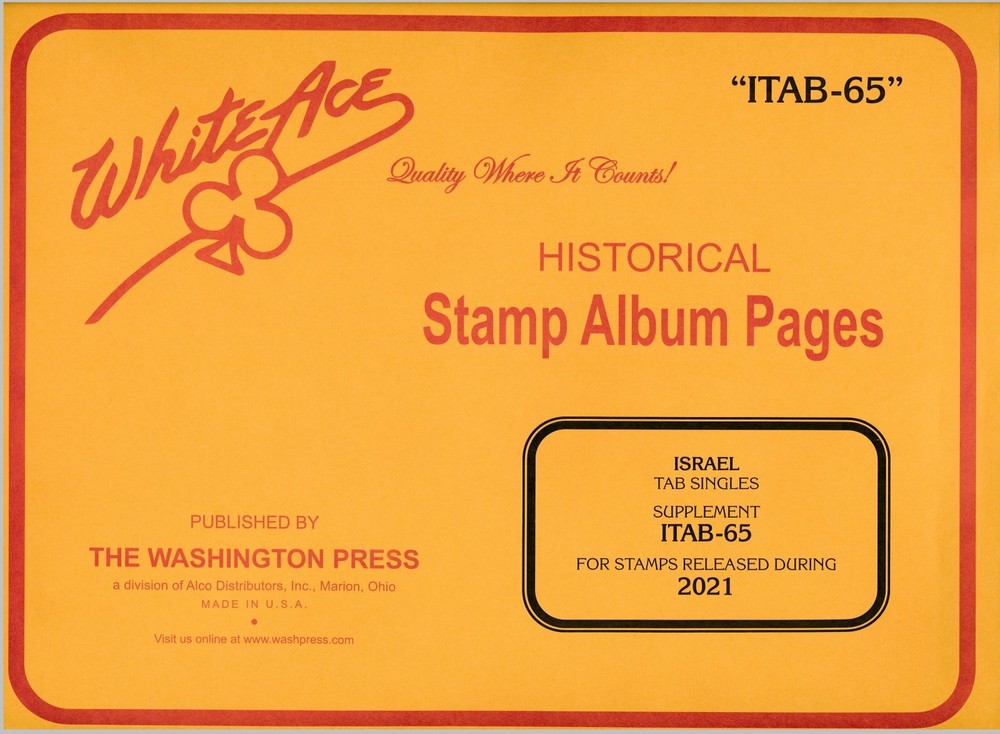 White Ace
"ITAB-65"
Quality Where It Counts!
HISTORICAL
Stamp Album Pages
ISRAEL
TAB SINGLES
SUPPLEMENT
ITAB-65
FOR STAMPS RELEASED DURING
2021
PUBLISHED BY
THE WASHINGTON PRESS
a division of Alco Distributors, Inc., Marion, Ohio
MADE IN U.S.A.
Visit us online at www.washpress.com